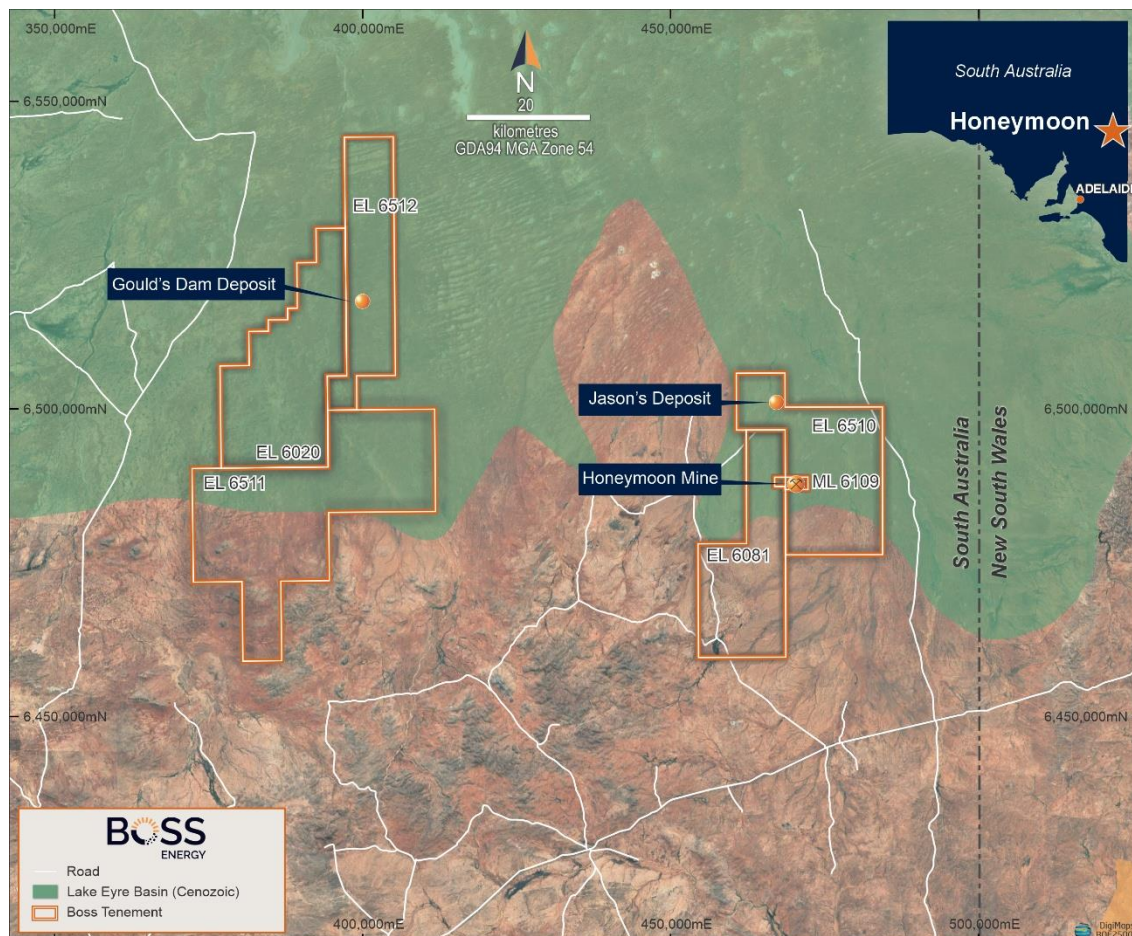 350,000mE
400,000mE
450,000mE
N
20
kilometres
GDA94 MGA Zone 54
South Australia
Honeymoon
ADELAIDE
6,550,000mN
EL 6512
Gould's Dam Deposit
6,500,000mN
Jason's Deposit
EL 6510
6,500,000mN
EL 6020
EL 6511
Honeymoon Mine
ML 6109
EL 6081
South Australia
New South Wales
6,450,000mN
6,450,000mN
BOSS
ENERGY
Road
Lake Eyre Basin (Cenozoic)
Boss Tenement
400,000mE
450,000mE
500,000mE
DigiMaps